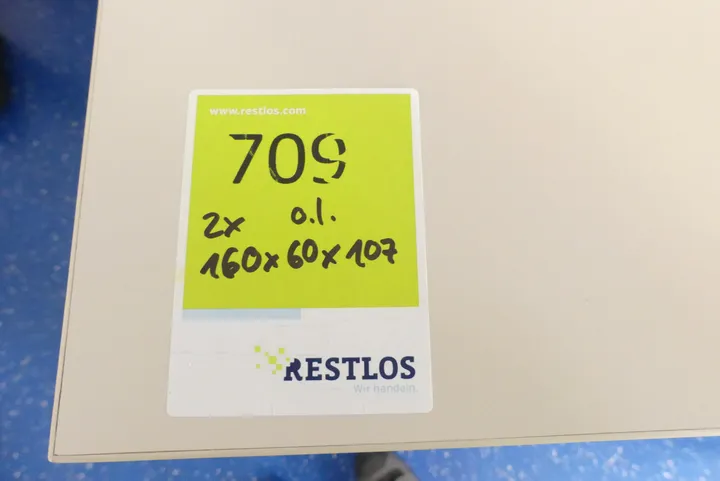 www.restlos.com
709
2x o.l.
160x60x107
RESTLOS
Wir handeln.